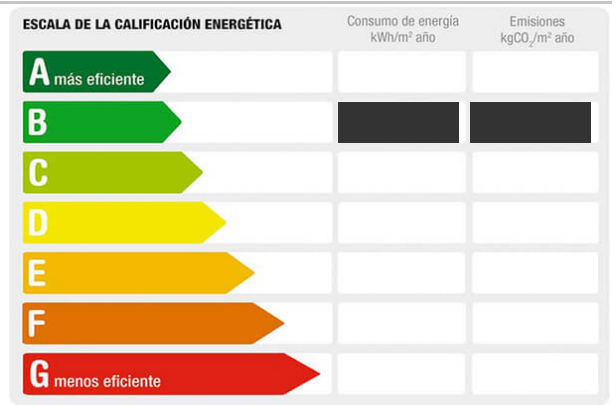 ESCALA DE LA CALIFICACIÓN ENERGÉTICA
Consumo de energía
kWh/m² año
Emisiones
kgCO₂/m² año
A más eficiente
B
C
D
E
F
G menos eficiente